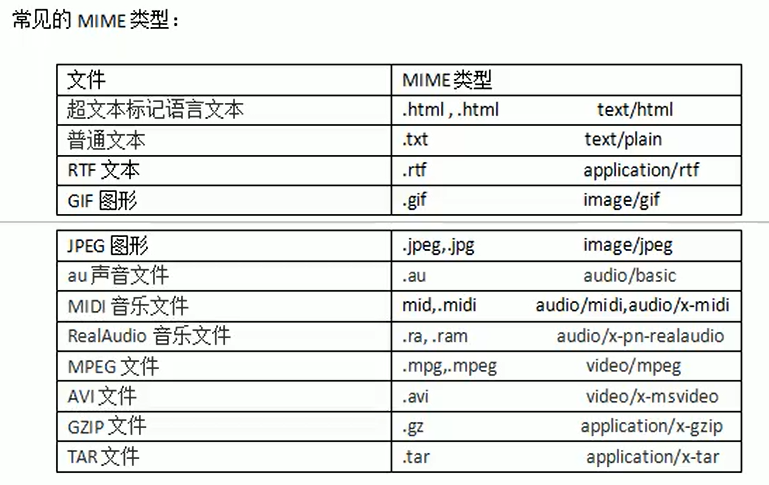 常见的 MIME 类型：
文件 MIME类型
超文本标记语言文本 .html , .html text/html
普通文本 .txt text/plain
RTF 文本 .rtf application/rtf
GIF 图形 .gif image/gif
JPEG 图形 .jpeg,.jpg image/jpeg
au 声音文件 .au audio/basic
MIDI 音乐文件 mid,.midi audio/midi,audio/x-midi
RealAudio 音乐文件 .ra, .ram audio/x-pn-realaudio
MPEG 文件 .mpg,.mpeg video/mpeg
AVI 文件 .avi video/x-msvideo
GZIP 文件 .gz application/x-gzip
TAR 文件 .tar application/x-tar